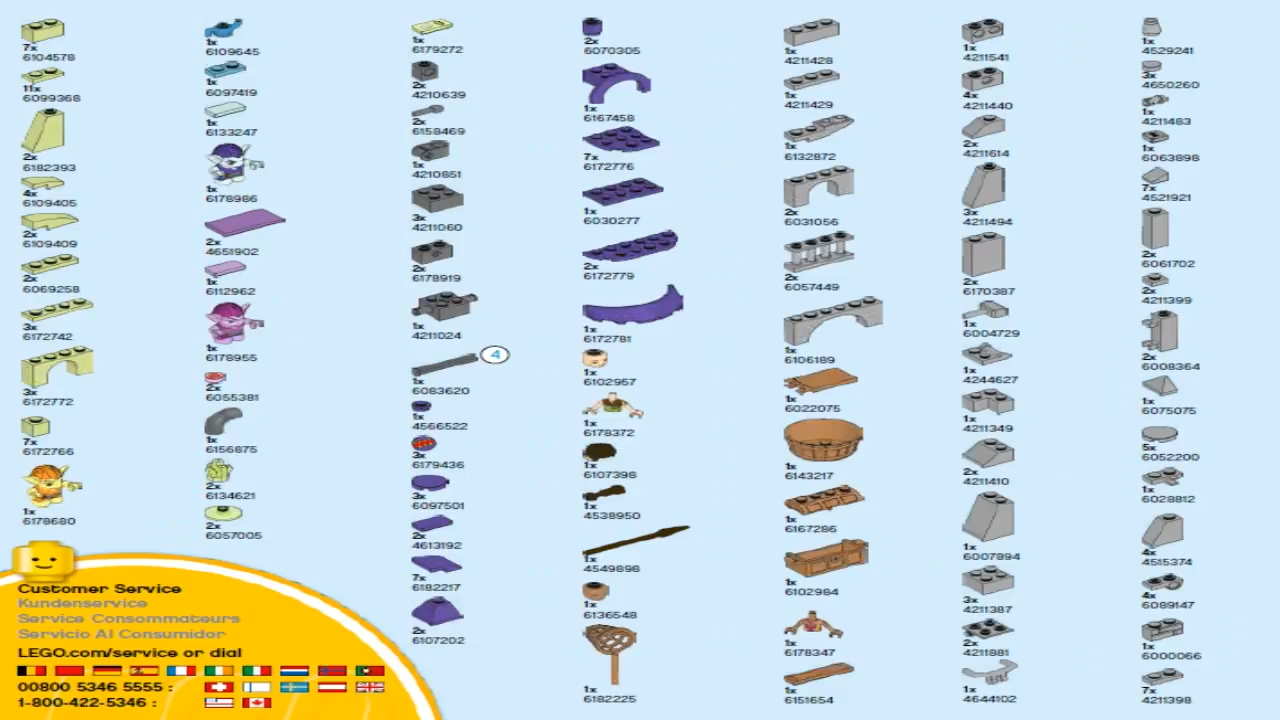 7x
6104578
11x
6099368
2x
6182393
4x
6109405
2x
6109409
2x
6069258
3x
6172742
3x
6172772
7x
6172766
1x
6178680
1x
6109645
1x
6097419
1x
6133247
1x
6178986
2x
4651902
1x
6112962
1x
6178955
2x
6055381
1x
6156875
2x
6134621
2x
6057005
1x
6179272
2x
4210639
2x
6158469
1x
4210851
3x
4211060
2x
6178919
1x
4211024
4
1x
6083620
1x
4566522
3x
6179436
3x
6097501
2x
4613192
7x
6182217
2x
6107202
2x
6070305
1x
6167458
7x
6172776
1x
6030277
2x
6172779
1x
6172781
1x
6102957
1x
6178372
1x
6107398
1x
4538950
1x
4549898
1x
6136548
1x
6182225
1x
4211428
1x
4211429
1x
6132872
2x
6031056
2x
6057449
1x
6106189
1x
6022075
1x
6143217
1x
6167286
1x
6102984
1x
6178347
1x
6151654
1x
4211541
4x
4211440
2x
4211614
3x
4211494
2x
6170387
1x
6004729
1x
4244627
1x
4211349
2x
4211410
1x
6007894
3x
4211387
2x
4211881
1x
4644102
1x
4529241
3x
4650260
1x
4211483
1x
6063898
7x
4521921
2x
6061702
2x
4211399
2x
6008364
1x
6075075
5x
6052200
1x
6028812
4x
4515374
4x
6089147
1x
6000066
7x
4211398
Customer Service
Kundenservice
Service Consommateurs
Servicio Al Consumidor
LEGO.com/service or dial
00800 5346 5555 :
1-800-422-5346 :